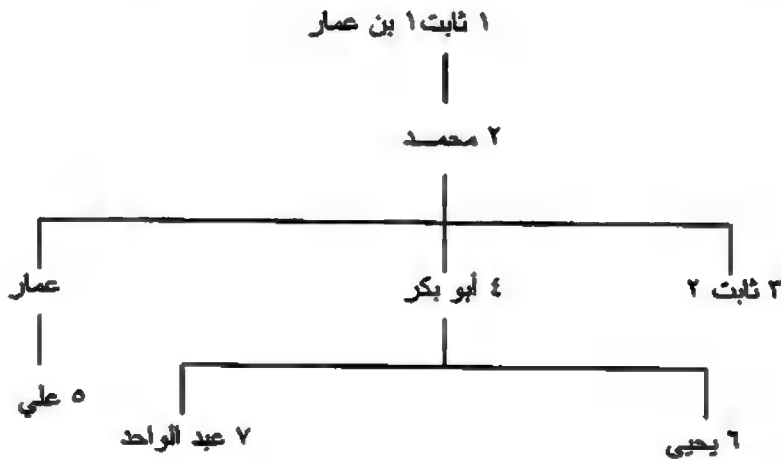 ١ ثابت١ بن عمار
٢ محمد
٣ ثابت ٢
٤ أبو بكر
عمار
٥ علي
٦ يحيى
٧ عبد الواحد